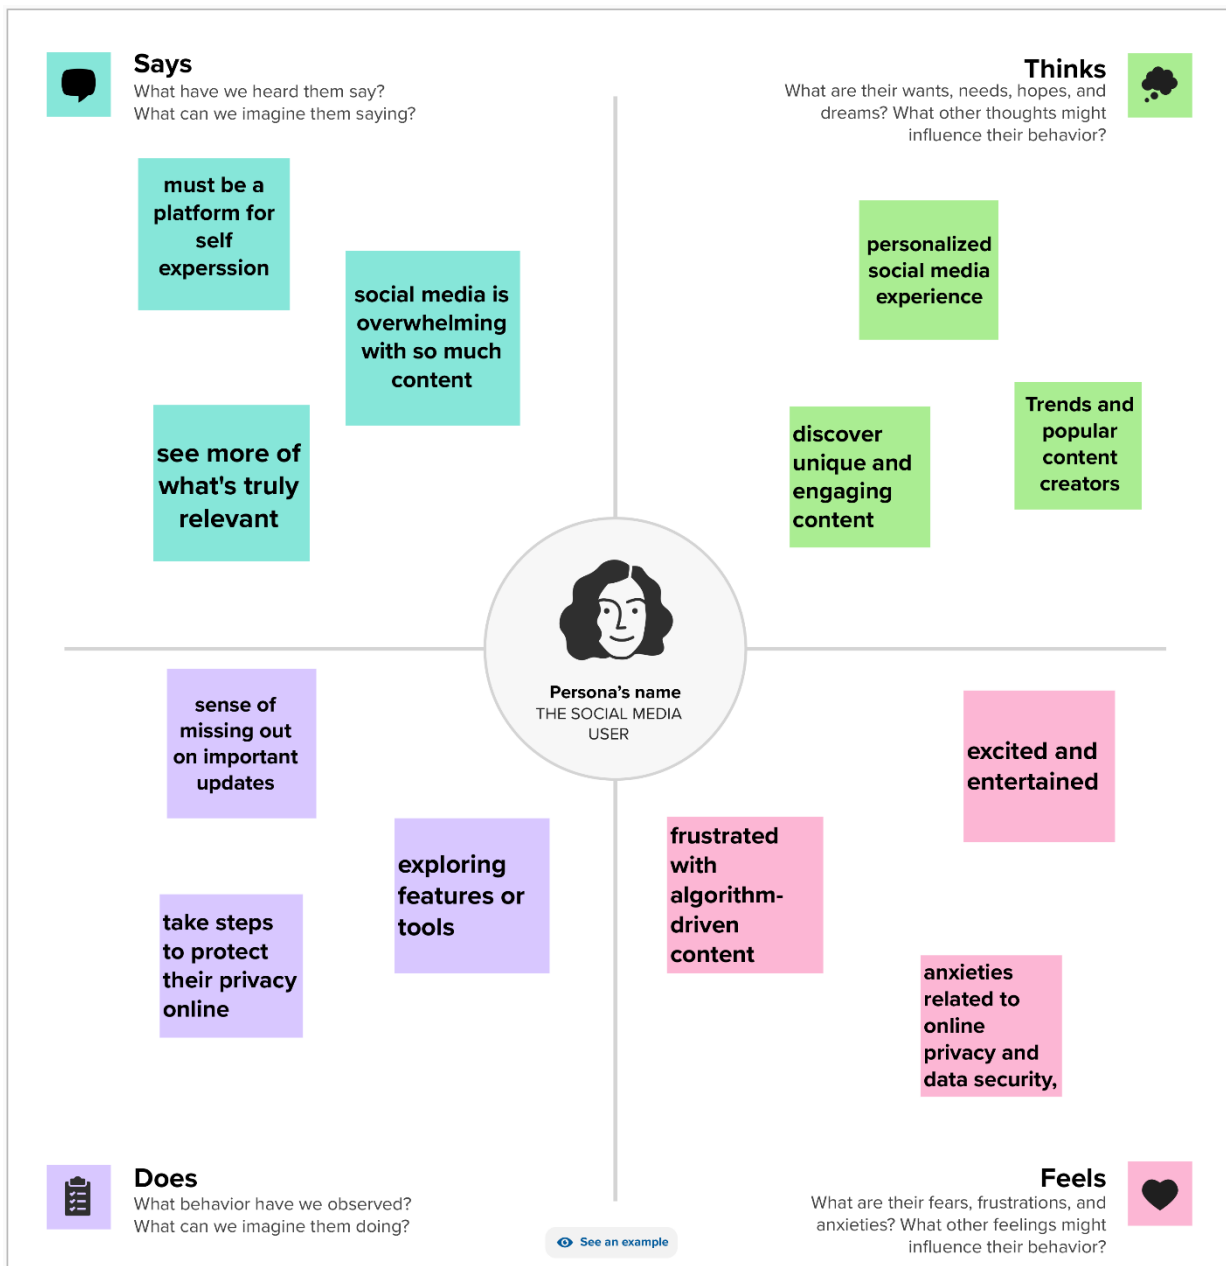 Says
What have we heard them say?
What can we imagine them saying?
must be a
platform for
self
experssion
social media is
overwhelming
with so much
content
see more of
what's truly
relevant
Thinks
What are their wants, needs, hopes, and
dreams? What other thoughts might
influence their behavior?
personalized
social media
experience
discover
unique and
engaging
content
Trends and
popular
content
creators
Persona's name
THE SOCIAL MEDIA
USER
sense of
missing out
on important
updates
exploring
features or
tools
take steps
to protect
their privacy
online
Does
What behavior have we observed?
What can we imagine them doing?
excited and
entertained
frustrated
with
algorithm-
driven
content
anxieties
related to
online
privacy and
data security,
Feels
What are their fears, frustrations, and
anxieties? What other feelings might
influence their behavior?
See an example